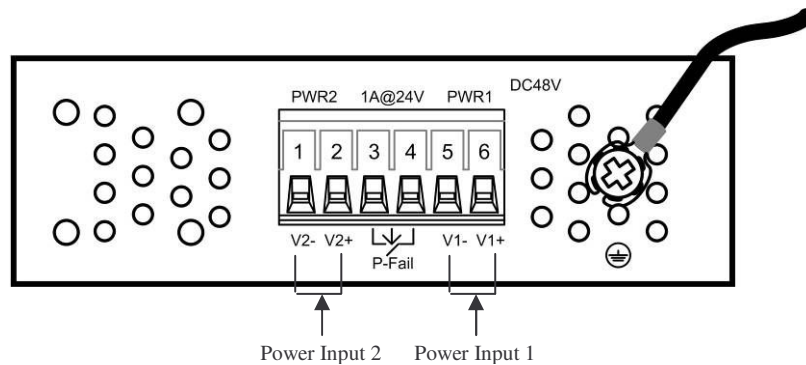 PWR2 1A@24V PWR1 DC48V
1 2 3 4 5 6
V2- V2+ P-Fail V1- V1+
Power Input 2 Power Input 1